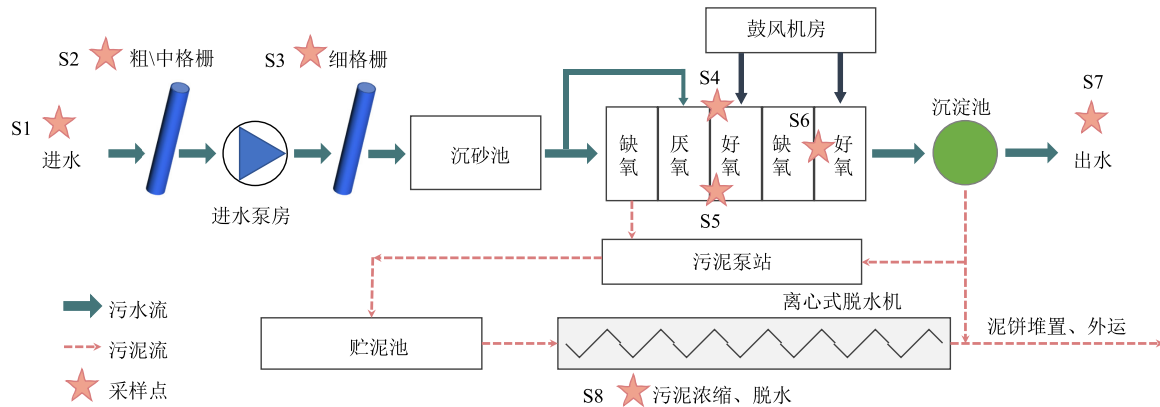 鼓风机房
S2
粗\中格栅
S3
细格栅
S4
S7
S1
进水
沉砂池
缺氧
厌氧
好氧
缺氧
好氧
S6
沉淀池
出水
进水泵房
S5
污泥泵站
污水流
离心式脱水机
污泥流
贮泥池
泥饼堆置、外运
采样点
S8
污泥浓缩、脱水